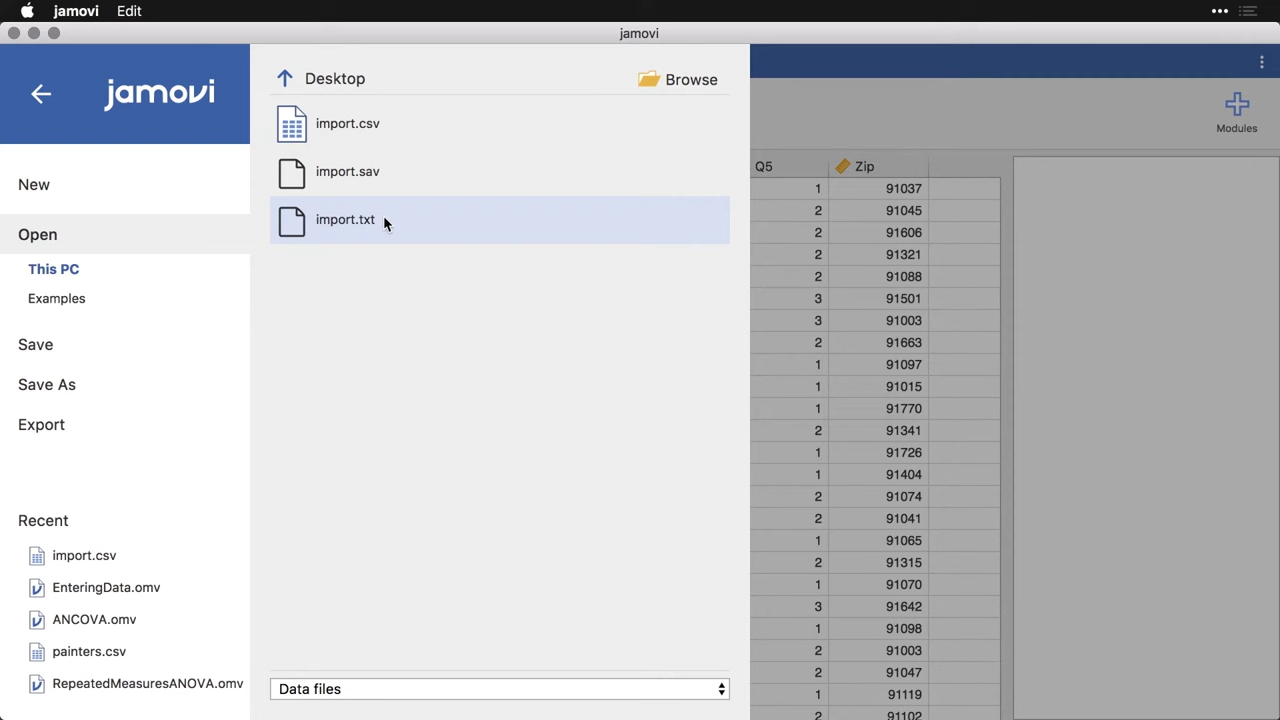 jamovi Edit
jamovi
jamovi
Desktop
Browse
import.csv
import.sav
import.txt
New
Open
This PC
Examples
Save
Save As
Export
Recent
import.csv
EnteringData.omv
ANCOVA.omv
painters.csv
RepeatedMeasuresANOVA.omv
Data files
Modules
Q5 Zip
1 91037
2 91045
2 91606
2 91321
2 91088
3 91501
3 91003
2 91663
1 91097
1 91015
1 91770
2 91341
1 91726
1 91404
2 91074
2 91041
1 91065
2 91315
1 91070
3 91642
1 91098
2 91003
2 91047
1 91119
2 91102